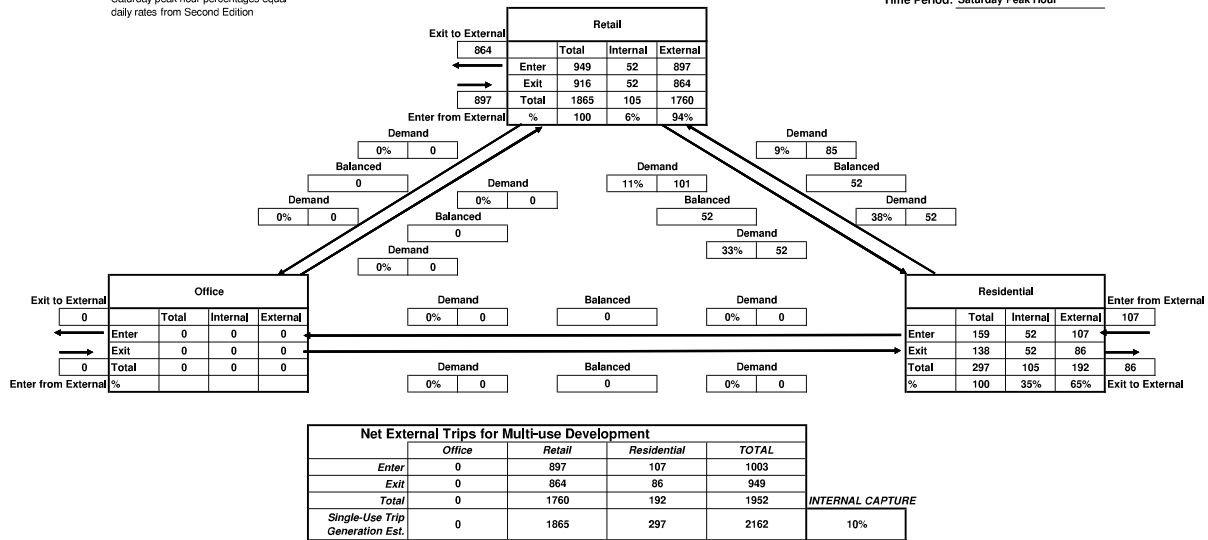 Saturday peak hour percentages equal
daily rates from Second Edition
Time Period: Saturday Peak Hour
Exit to External
864
897
Enter from External
Retail
Total Internal External
Enter 949 52 897
Exit 916 52 864
Total 1865 105 1760
% 100 6% 94%
Demand
0% 0
Balanced
0
Demand
0% 0
Demand
0% 0
Balanced
0
Demand
0% 0
Demand
11% 101
Balanced
52
Demand
33% 52
Demand
9% 85
Balanced
52
Demand
38% 52
Exit to External
0
0
Enter from External
Office
Total Internal External
Enter 0 0 0
Exit 0 0 0
Total 0 0 0
%
Demand Balanced Demand
0% 0 0 0% 0
Demand Balanced Demand
0% 0 0 0% 0
Residential
Total Internal External
Enter 159 52 107
Exit 138 52 86
Total 297 105 192
% 100 35% 65%
Enter from External
107
86
Exit to External
Net External Trips for Multi-use Development
Office Retail Residential TOTAL
Enter 0 897 107 1003
Exit 0 864 86 949
Total 0 1760 192 1952 INTERNAL CAPTURE
Single-Use Trip
Generation Est. 0 1865 297 2162 10%